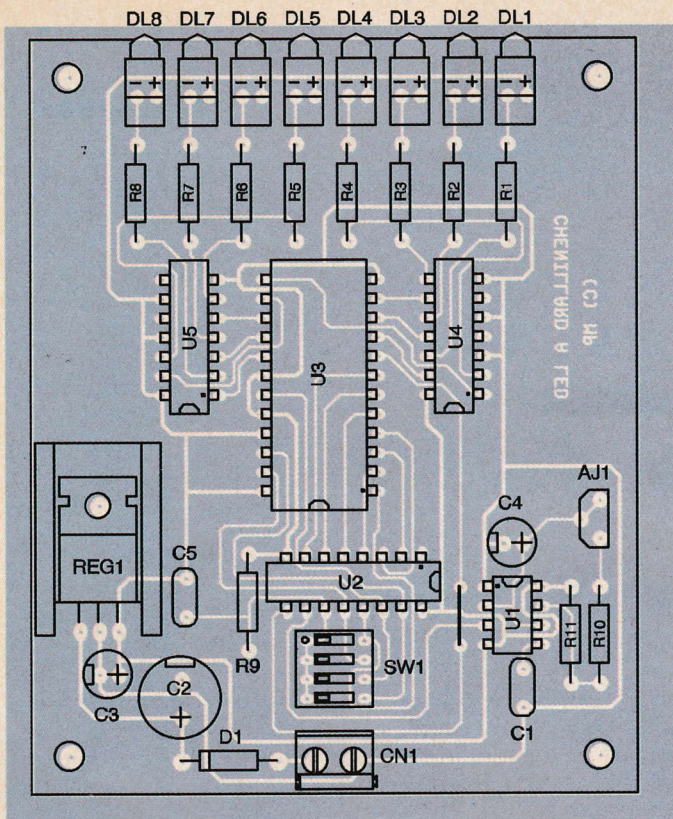 DL8 DL7 DL6 DL5 DL4 DL3 DL2 DL1
- + - + - + - + - + - + - + - +
R8 R7 R6 R5 R4 R3 R2 R1
CHENILLARD A LED
(C) MP
U5 U3 U4
AJ1
C4
REG1 C5
U2 U1
R11 R10
R9 SW1
C2
C3
C1
D1 CN1